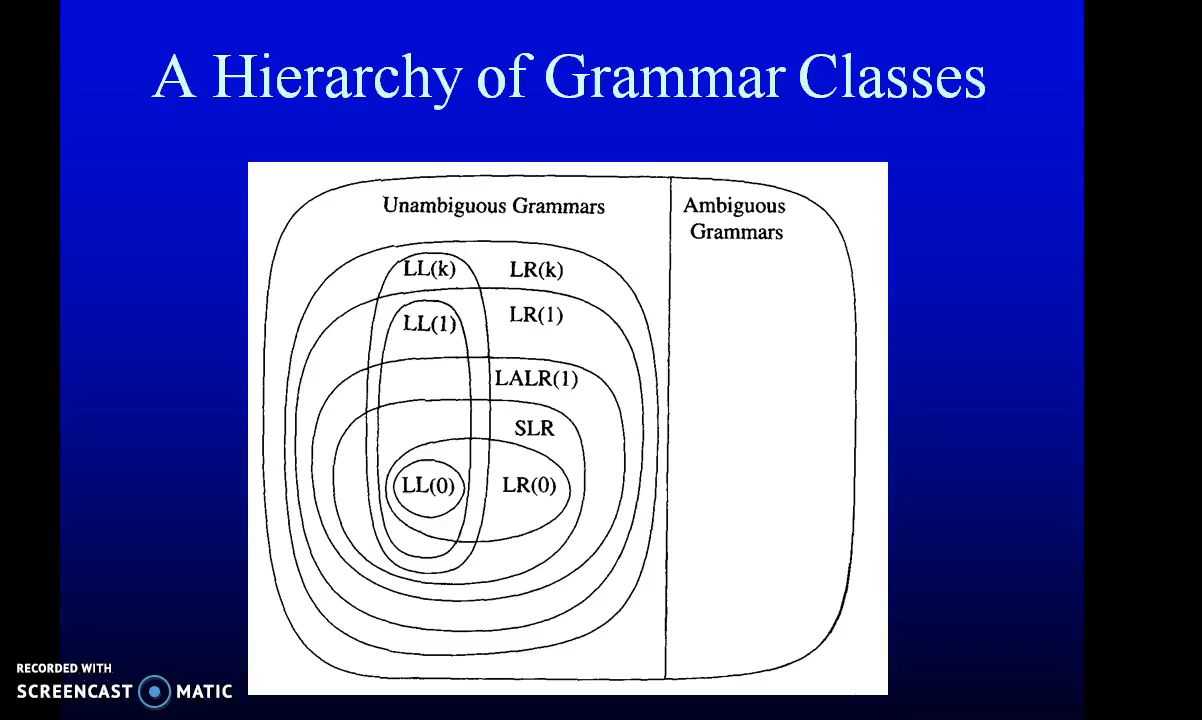 A Hierarchy of Grammar Classes
Unambiguous Grammars
Ambiguous
Grammars
LL(k)
LR(k)
LL(1)
LR(1)
LALR(1)
SLR
LL(0)
LR(0)
RECORDED WITH
SCREENCAST MATIC